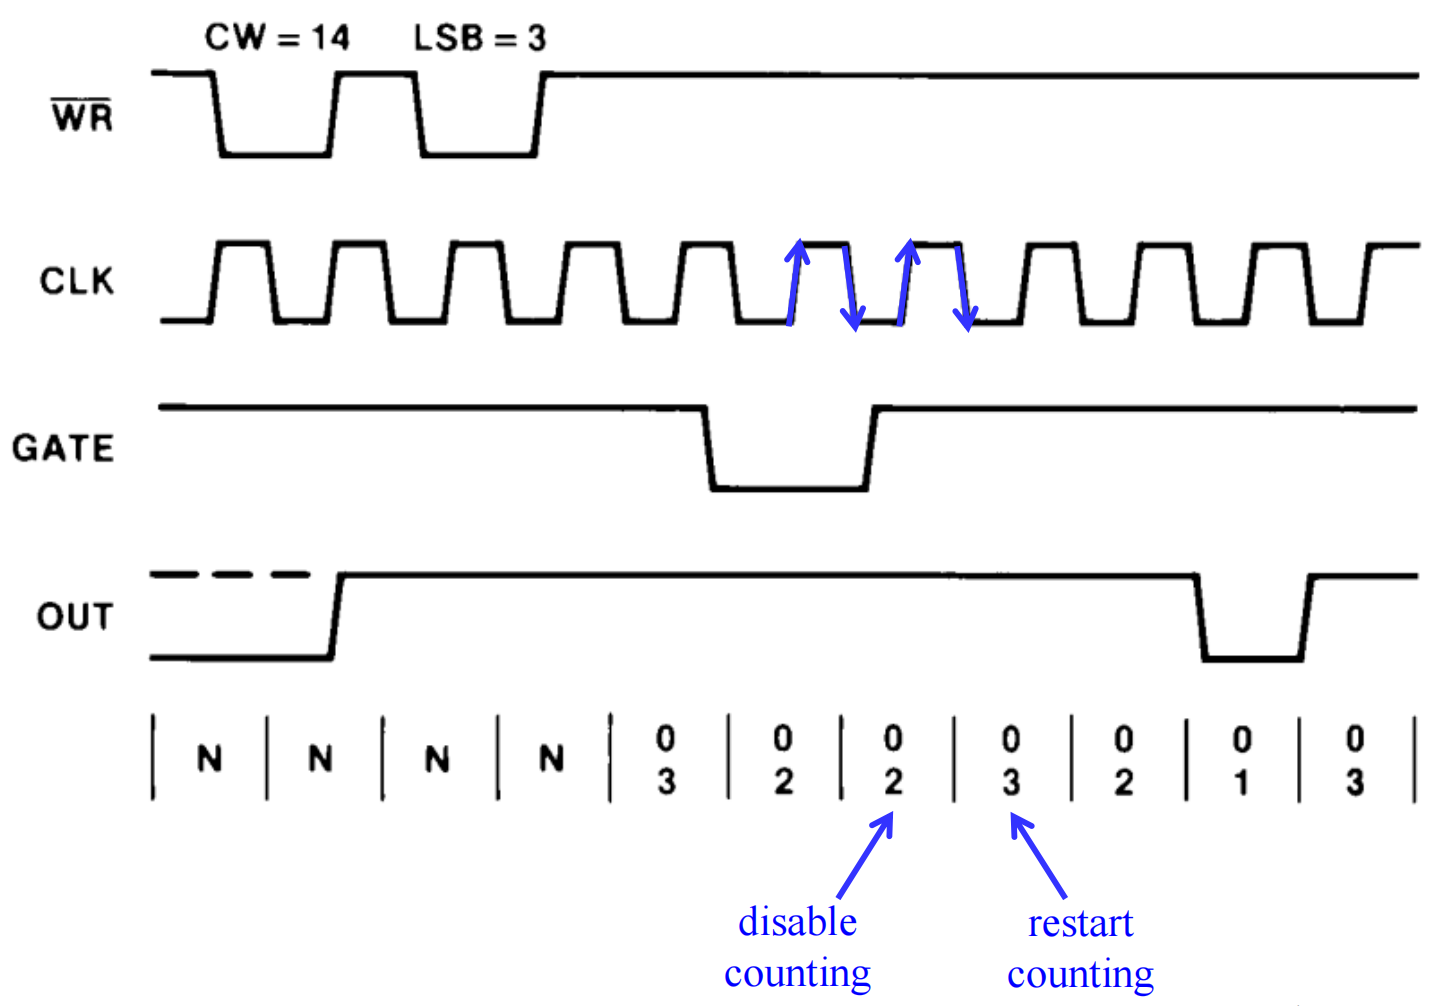 CW = 14 LSB = 3
WR
CLK
GATE
OUT
N N N N 0 0 0 0 0 0 0
3 2 2 3 2 1 3
disable restart
counting counting